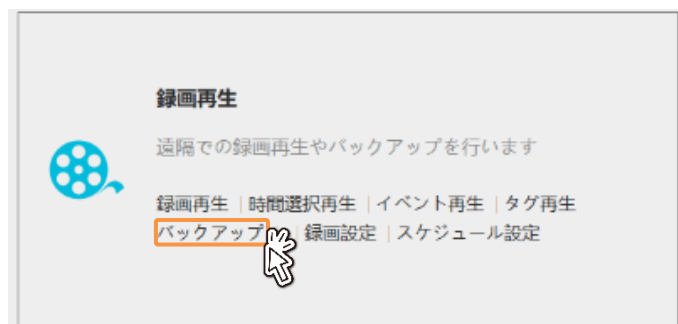 録画再生
遠隔での録画再生やバックアップを行います
録画再生 | 時間選択再生 | イベント再生 | タグ再生
バックアップ | 録画設定 | スケジュール設定